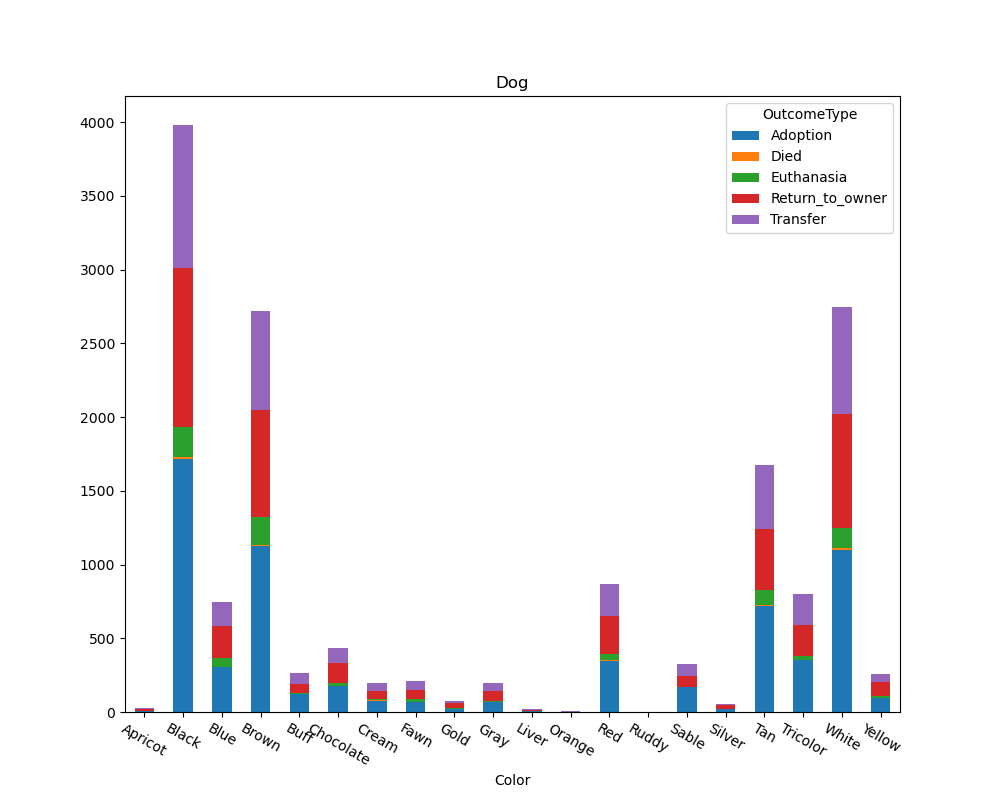 Dog
OutcomeType
Adoption
Died
Euthanasia
Return_to_owner
Transfer
4000
3500
3000
2500
2000
1500
1000
500
0
Apricot
Black
Blue
Brown
Buff
Chocolate
Cream
Fawn
Gold
Gray
Liver
Orange
Red
Ruddy
Sable
Silver
Tan
Tricolor
White
Yellow
Color